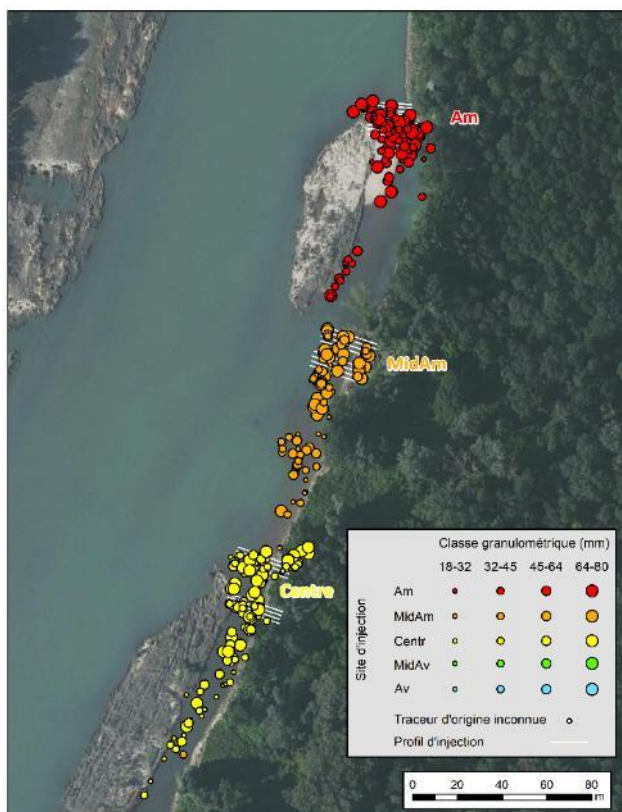 Am
MidAm
Centre
Classe granulométrique (mm)
18-32 32-45 45-64 64-80
Site d'injection
Am
MidAm
Centr
MidAv
Av
Traceur d'origine inconnue
Profil d'injection
0 20 40 60 80
m